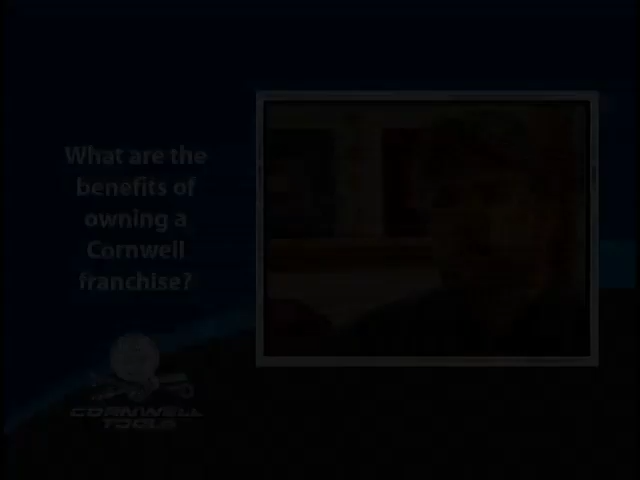 What are the
benefits of
owning a
Cornwell
franchise?
CORNWELL
TOOLS